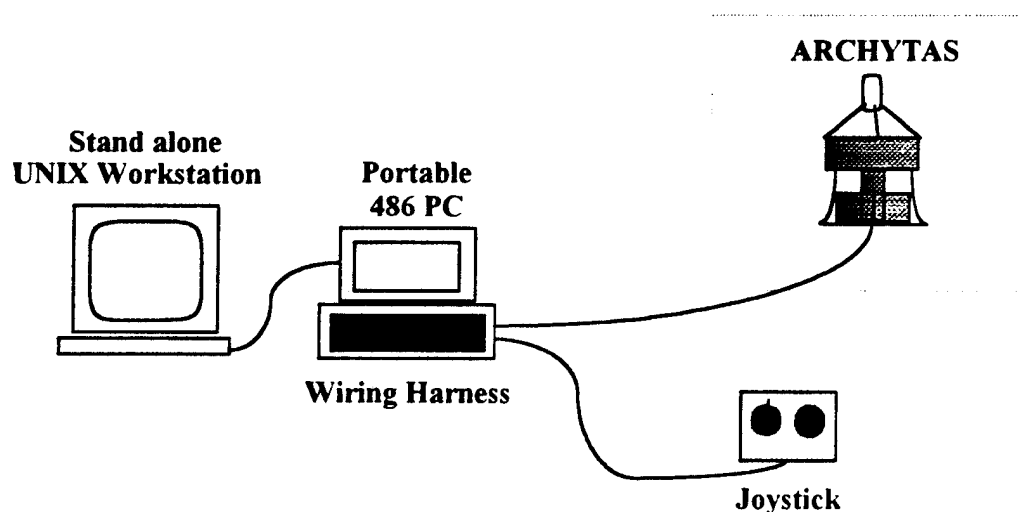 ARCHYTAS
Stand alone
UNIX Workstation
Portable
486 PC
Wiring Harness
Joystick